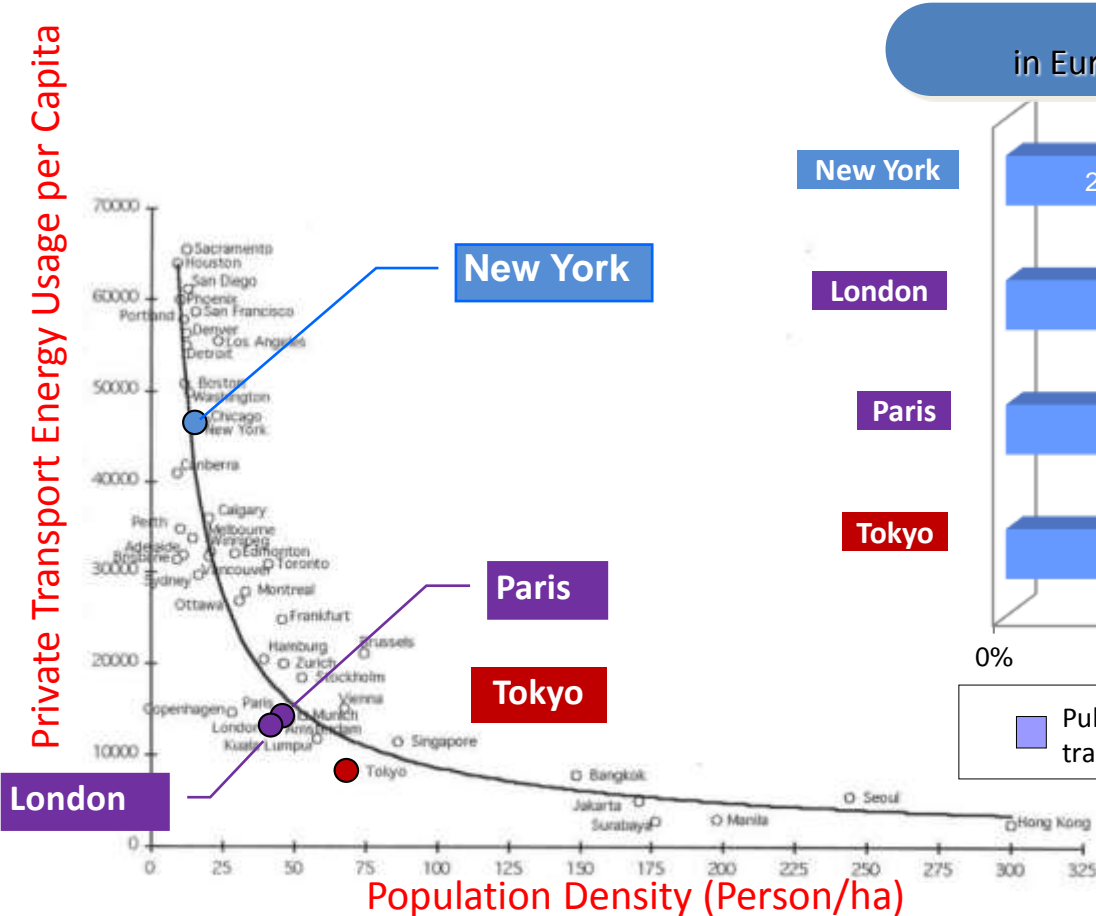 Private Transport Energy Usage per Capita
in Eur
New York
2
London
Paris
Tokyo
0%
Pul
tra
New York
Paris
Tokyo
London
70000
60000
50000
40000
30000
20000
10000
0
Sacramento
Houston
San Diego
Phoenix
San Francisco
Portland
Denver
Los Angeles
Detroit
Boston
Washington
Chicago
New York
Canberra
Calgary
Perth
Melbourne
Winnipeg
Adelaide
Edmonton
Brisbane
Toronto
Vancouver
Sydney
Montreal
Ottawa
Frankfurt
Hamburg
Brussels
Zurich
Stockholm
Vienna
Copenhagen
Paris
Munich
London
Amsterdam
Kuala Lumpur
Singapore
Tokyo
Bangkok
Jakarta
Seoul
Surabaya
Manila
Hong Kong
0 25 50 75 100 125 150 175 200 225 250 275 300 325
Population Density (Person/ha)